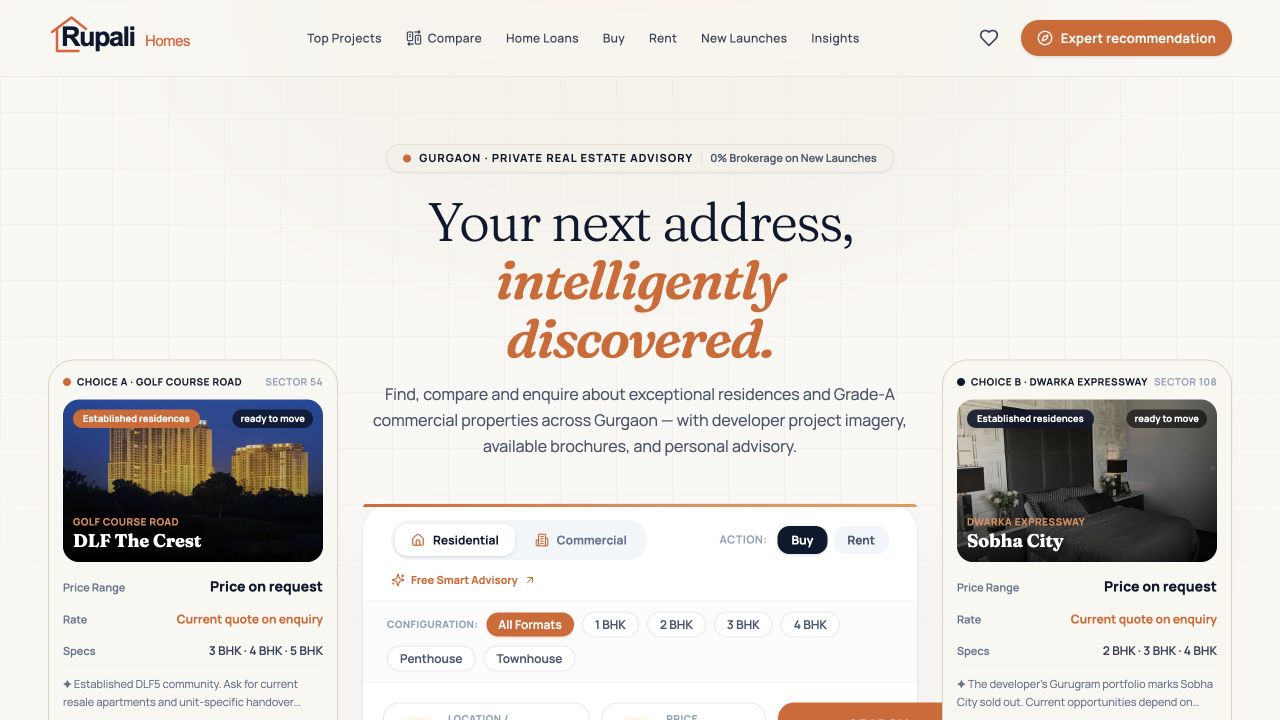 Rupali Homes
Top Projects
Compare
Home Loans
Buy
Rent
New Launches
Insights
Expert recommendation
GURGAON · PRIVATE REAL ESTATE ADVISORY
0% Brokerage on New Launches
Your next address,
intelligently
discovered.
Find, compare and enquire about exceptional residences and Grade-A
commercial properties across Gurgaon — with developer project imagery,
available brochures, and personal advisory.
CHOICE A · GOLF COURSE ROAD
SECTOR 54
Established residences
ready to move
GOLF COURSE ROAD
DLF The Crest
Price Range
Price on request
Rate
Current quote on enquiry
Specs
3 BHK · 4 BHK · 5 BHK
✦ Established DLF5 community. Ask for current
resale apartments and unit-specific handover...
Residential
Commercial
ACTION:
Buy
Rent
Free Smart Advisory
CONFIGURATION:
All Formats
1 BHK
2 BHK
3 BHK
4 BHK
Penthouse
Townhouse
LOCATION /
PRICE
CHOICE B · DWARKA EXPRESSWAY
SECTOR 108
Established residences
ready to move
DWARKA EXPRESSWAY
Sobha City
Price Range
Price on request
Rate
Current quote on enquiry
Specs
2 BHK · 3 BHK · 4 BHK
✦ The developer's Gurugram portfolio marks Sobha
City sold out. Current opportunities depend on...